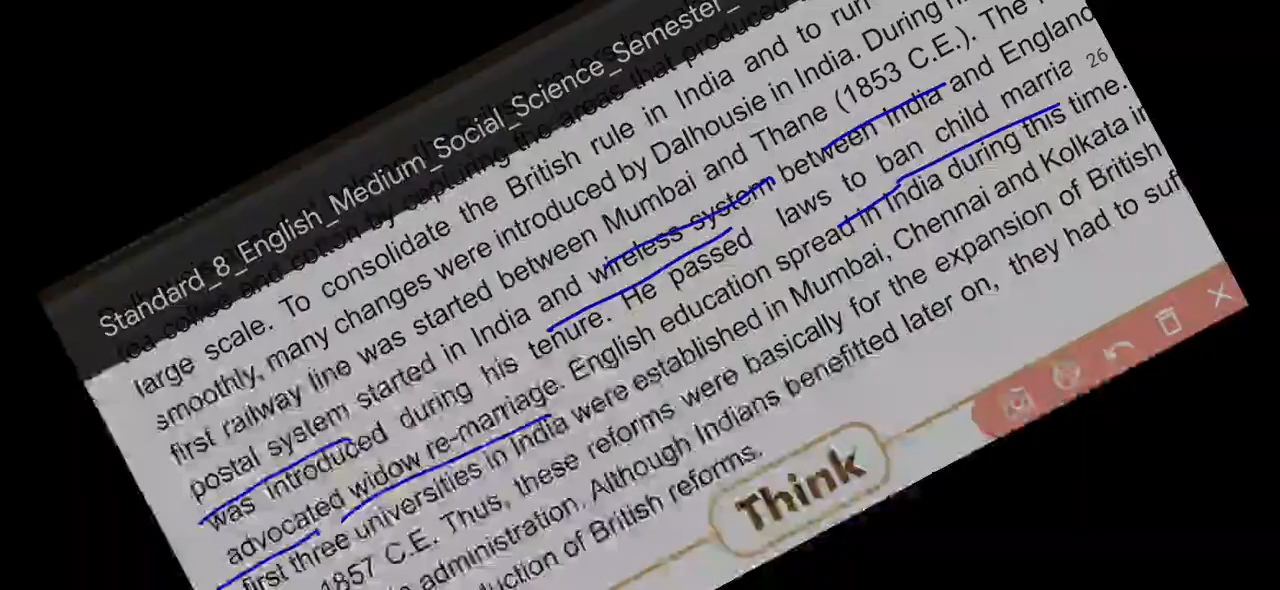 Standard_8_English_Medium_Social_Science_Semester_
large scale. To consolidate the British rule in India and to run
smoothly, many changes were introduced by Dalhousie in India. During
first railway line was started between Mumbai and Thane (1853 C.E.). The
postal system started in India and wireless system between India and England
was introduced during his tenure. He passed laws to ban child marria
26
advocated widow re-marriage. English education spread in India during this time.
first three universities in India were established in Mumbai, Chennai and Kolkata in
1857 C.E. Thus, these reforms were basically for the expansion of British
administration. Although Indians benefitted later on, they had to suff
duction of British reforms.
Think